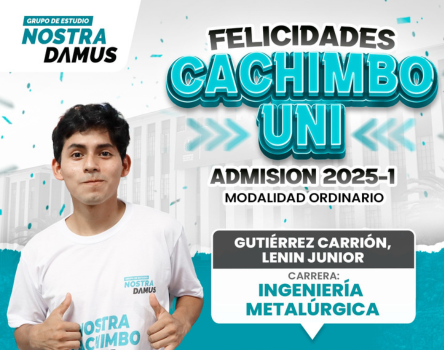 GRUPO DE ESTUDIO
NOSTRA
DAMUS
FELICIDADES
CACHIMBO
UNI
ADMISION 2025-1
MODALIDAD ORDINARIO
GUTIÉRREZ CARRIÓN,
LENIN JUNIOR
CARRERA:
INGENIERÍA
METALÚRGICA
NOSTRA
DAMUS
NOSTRA
CACHIMBO